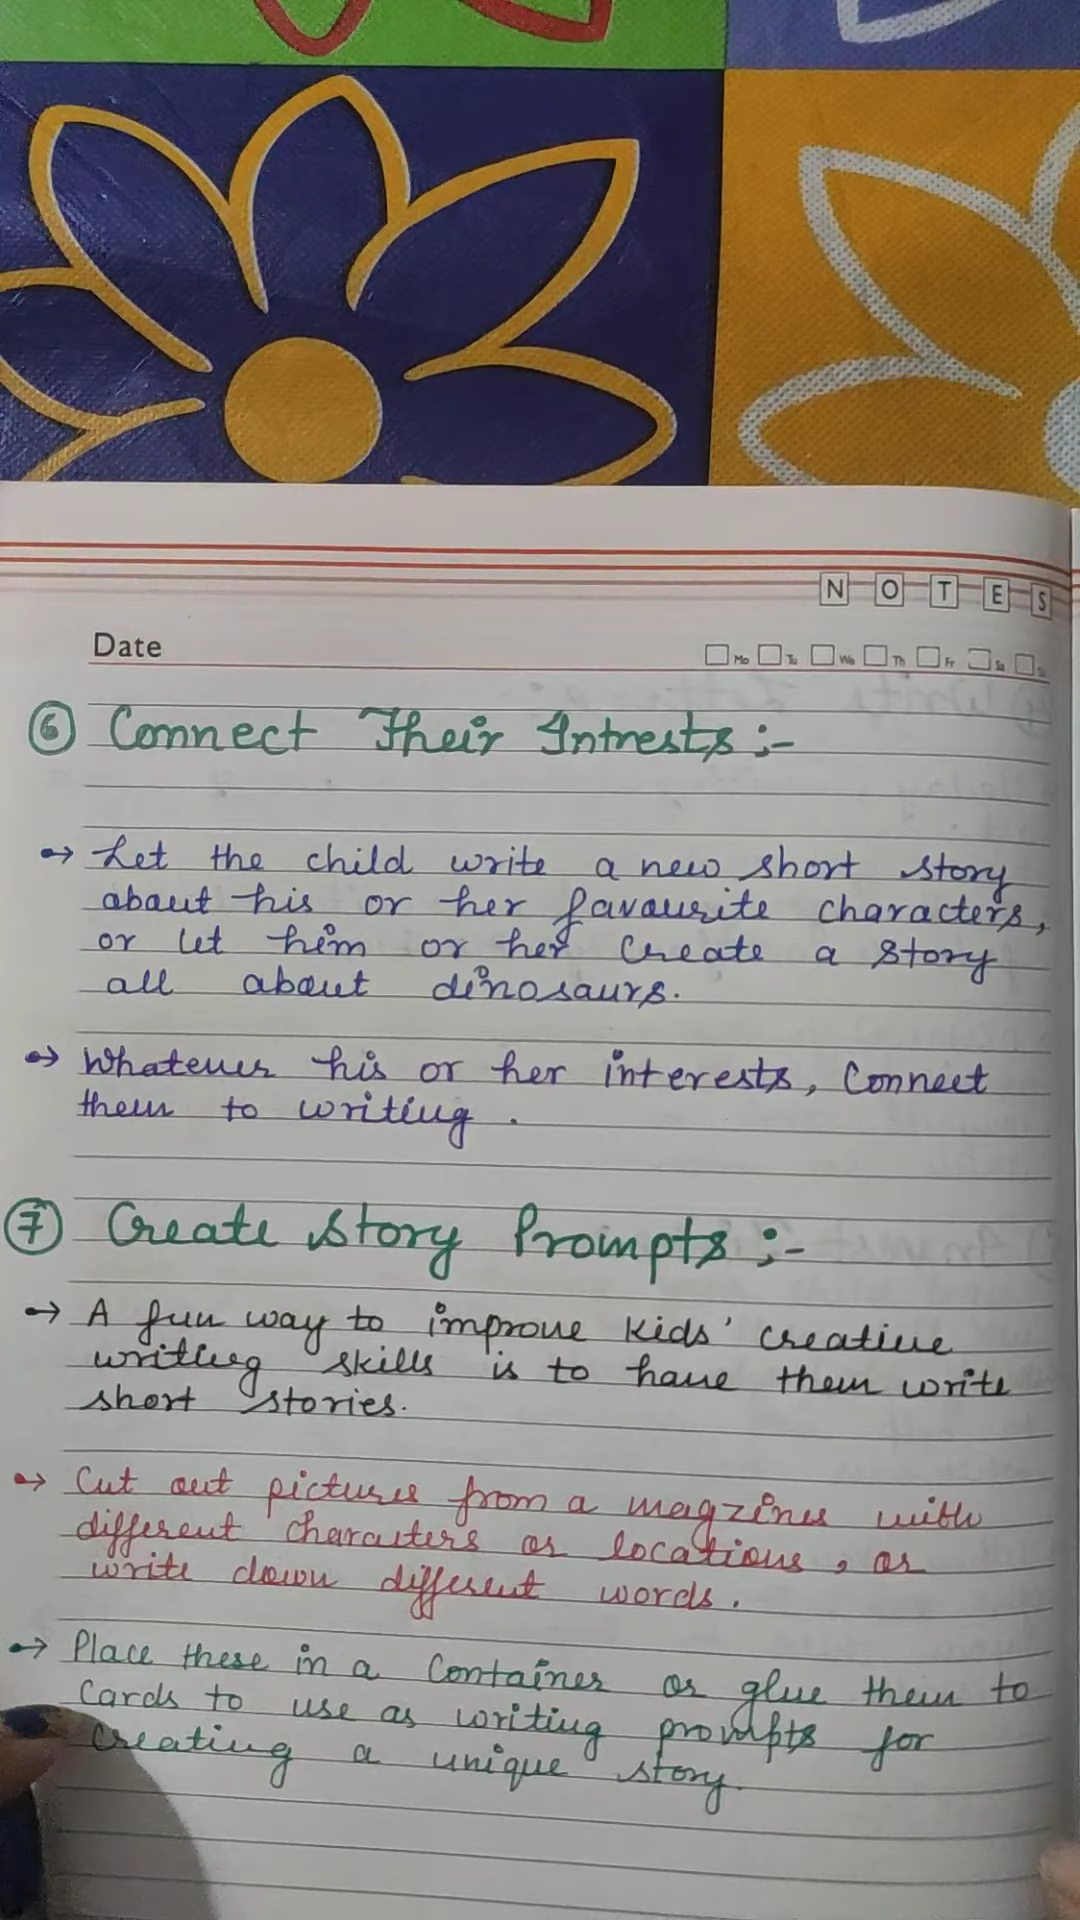 N O T E S
Date
Mo Tu We Th Fr Sa
6 Connect Their Intrests :-
→ Let the child write a new short story
about his or her favourite characters,
or let him or her create a story
all about dinosaurs.
→ Whatever his or her interests, Connect
them to writing .
7 Create Story Prompts :-
→ A fun way to improve kids' creative
writing skills is to have them write
short stories.
→ Cut out pictures from a magzines with
different characters or locations, or
write down different words.
→ Place these in a container or glue them to
Cards to use as writing prompts for
creating a unique story.